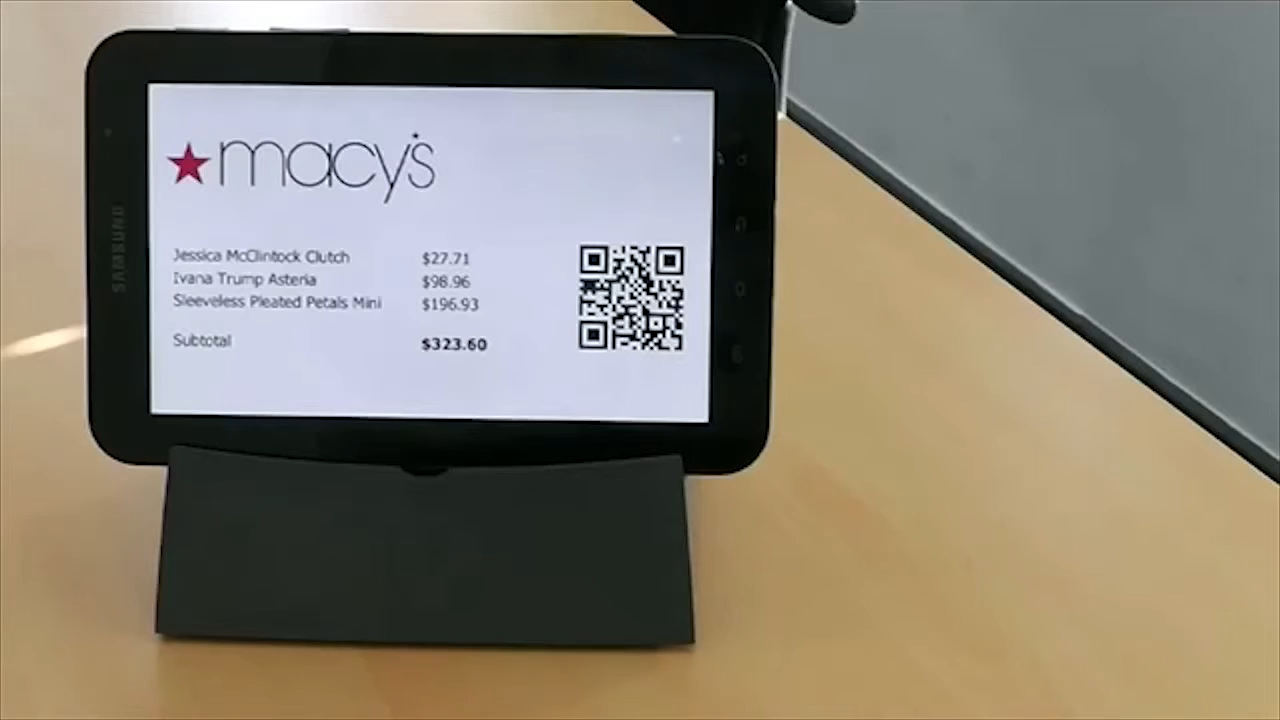 macy's
Jessica McClintock Clutch $27.71
Ivana Trump Asteria $98.96
Sleeveless Pleated Petals Mini $196.93
Subtotal $323.60
SAMSUNG